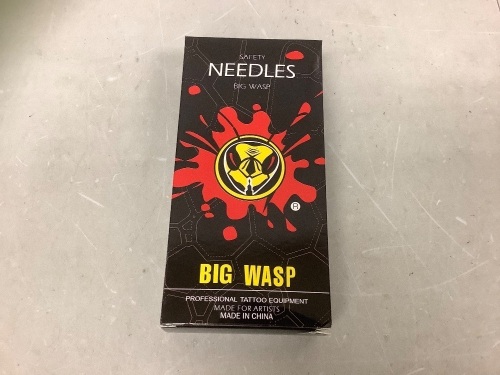 SAFETY
NEEDLES
BIG WASP
®
BIG WASP
PROFESSIONAL TATTOO EQUIPMENT
MADE FOR ARTISTS
MADE IN CHINA